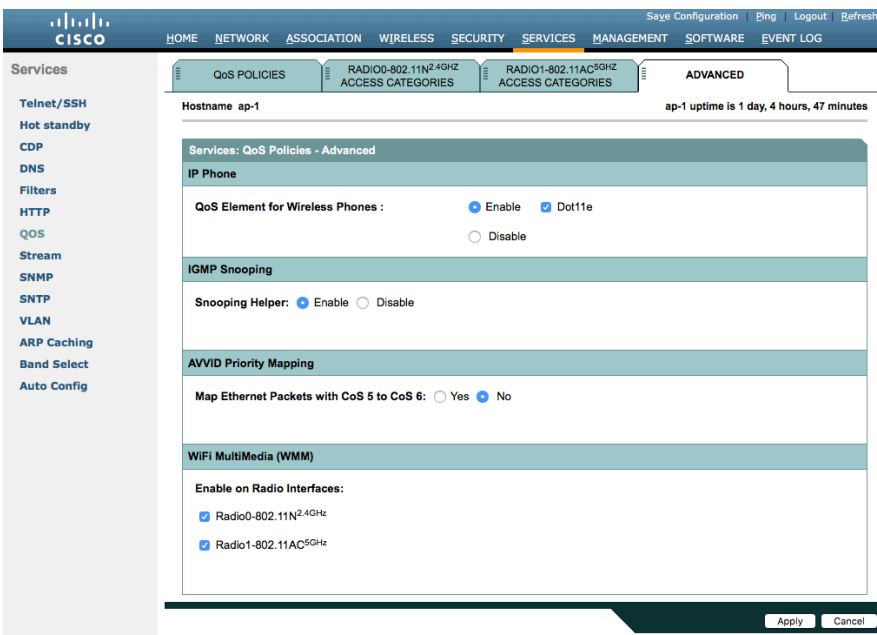 Save Configuration | Ping | Logout | Refresh
CISCO
HOME NETWORK ASSOCIATION WIRELESS SECURITY SERVICES MANAGEMENT SOFTWARE EVENT LOG
Services
Telnet/SSH
Hot standby
CDP
DNS
Filters
HTTP
QOS
Stream
SNMP
SNTP
VLAN
ARP Caching
Band Select
Auto Config
QoS POLICIES
RADIO0-802.11N2.4GHZ
ACCESS CATEGORIES
RADIO1-802.11AC5GHZ
ACCESS CATEGORIES
ADVANCED
Hostname ap-1
ap-1 uptime is 1 day, 4 hours, 47 minutes
Services: QoS Policies - Advanced
IP Phone
QoS Element for Wireless Phones :
Enable
Dot11e
Disable
IGMP Snooping
Snooping Helper: Enable Disable
AVVID Priority Mapping
Map Ethernet Packets with CoS 5 to CoS 6: Yes No
WiFi MultiMedia (WMM)
Enable on Radio Interfaces:
Radio0-802.11N2.4GHz
Radio1-802.11AC5GHz
Apply
Cancel